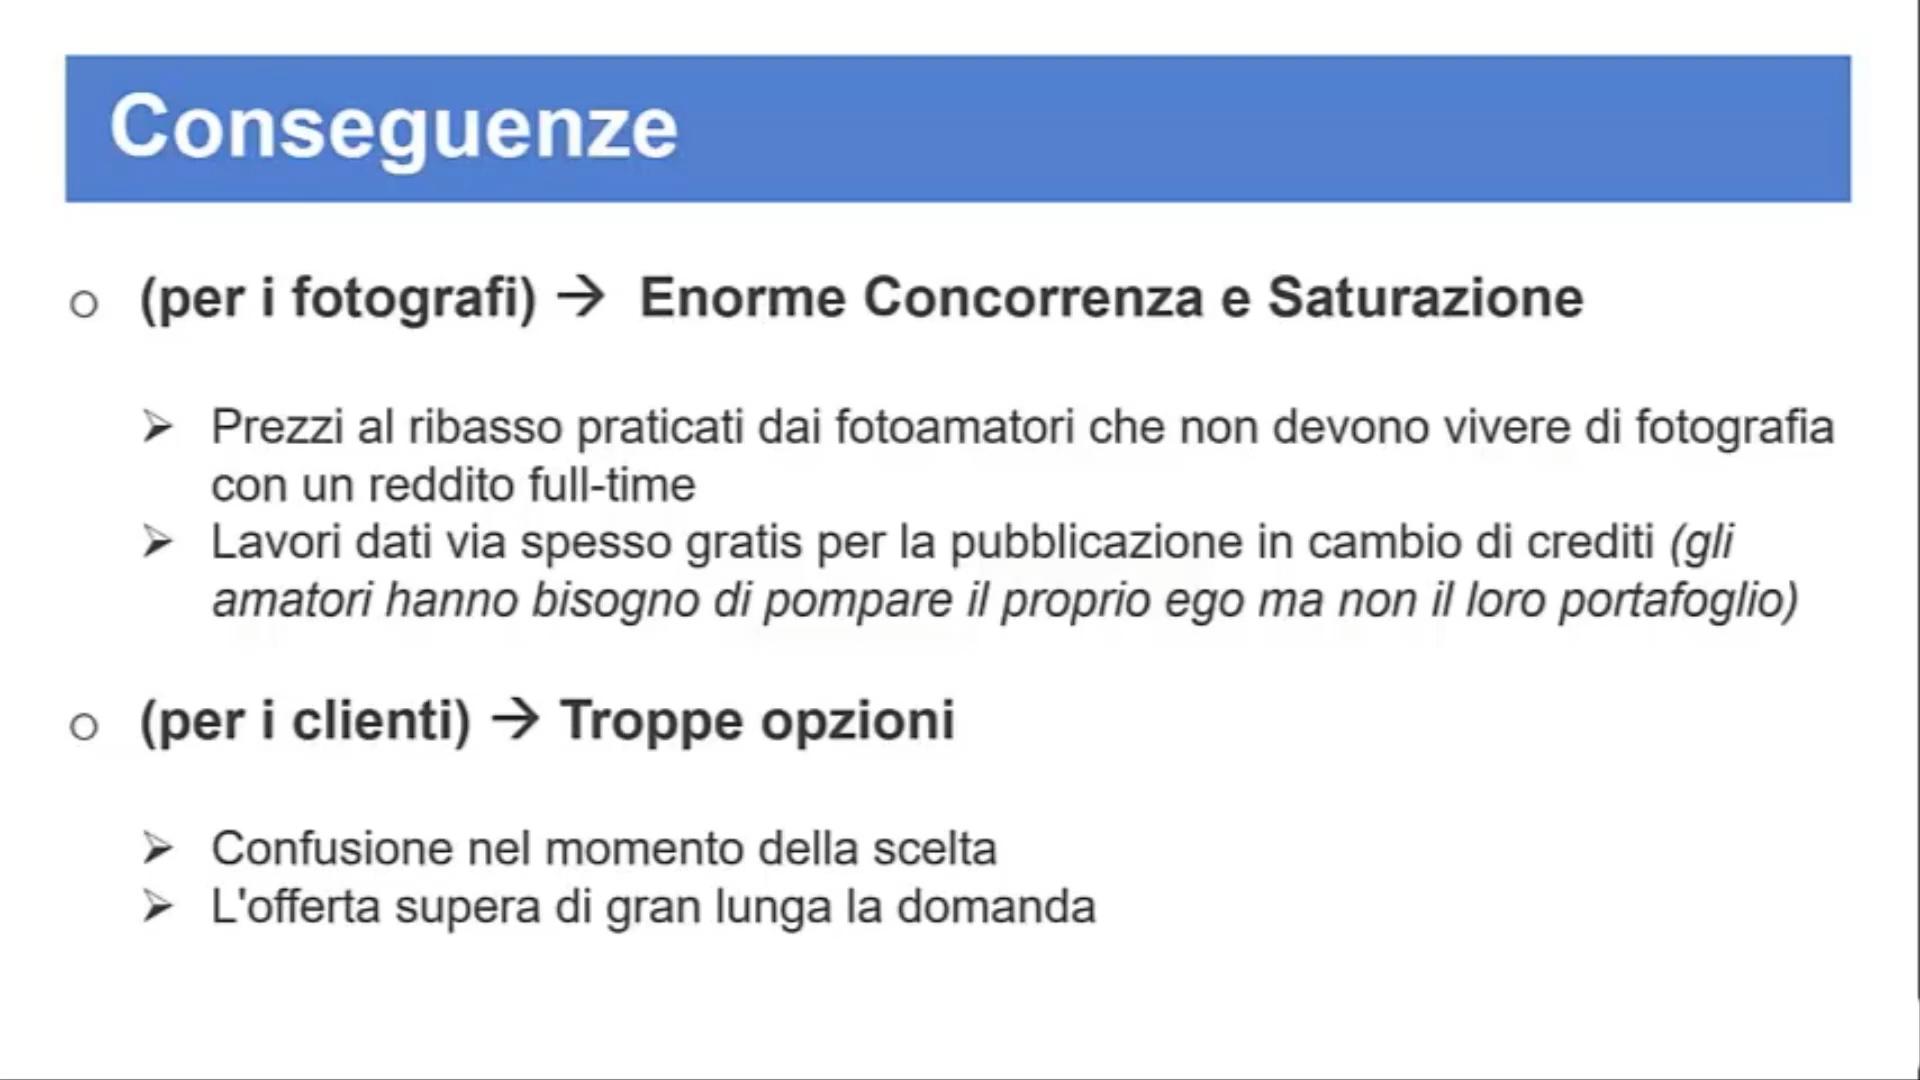 Conseguenze
o (per i fotografi) → Enorme Concorrenza e Saturazione
➢ Prezzi al ribasso praticati dai fotoamatori che non devono vivere di fotografia
con un reddito full-time
➢ Lavori dati via spesso gratis per la pubblicazione in cambio di crediti (gli
amatori hanno bisogno di pompare il proprio ego ma non il loro portafoglio)
o (per i clienti) → Troppe opzioni
➢ Confusione nel momento della scelta
➢ L'offerta supera di gran lunga la domanda